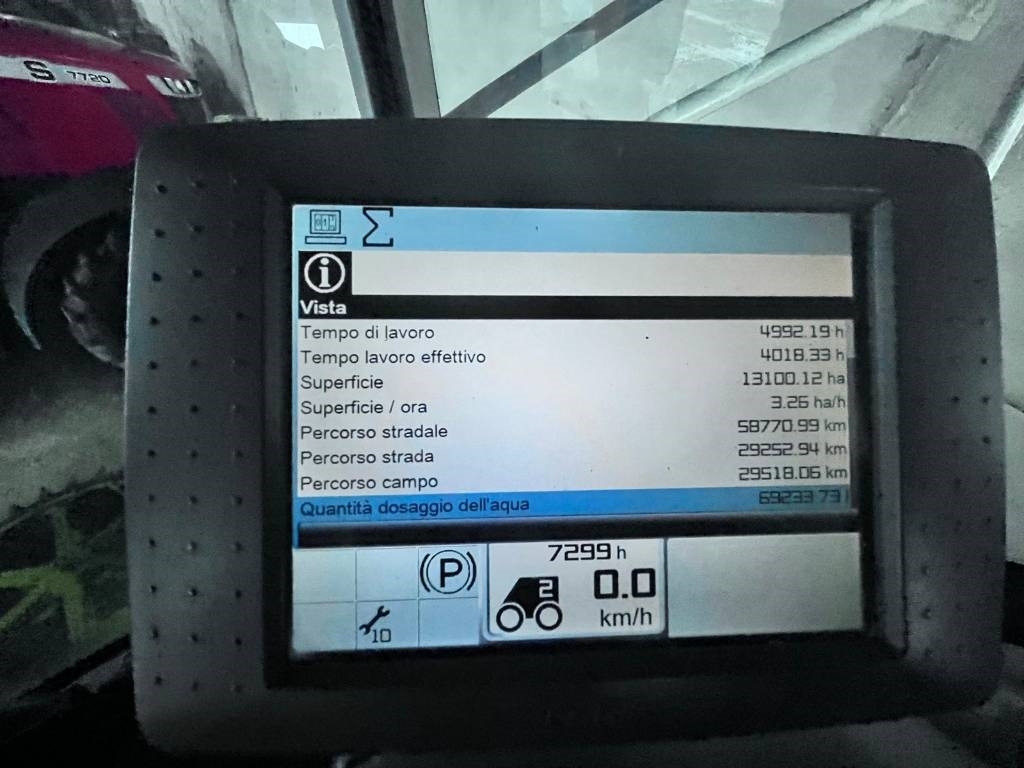 S 7720
Vista
Tempo di lavoro 4992.19 h
Tempo lavoro effettivo 4018.33 h
Superficie 13100.12 ha
Superficie / ora 3.26 ha/h
Percorso stradale 58770.99 km
Percorso strada 29252.94 km
Percorso campo 29518.06 km
Quantità dosaggio dell'aqua 69233.73 l
7299 h
P
2
0.0
km/h
10